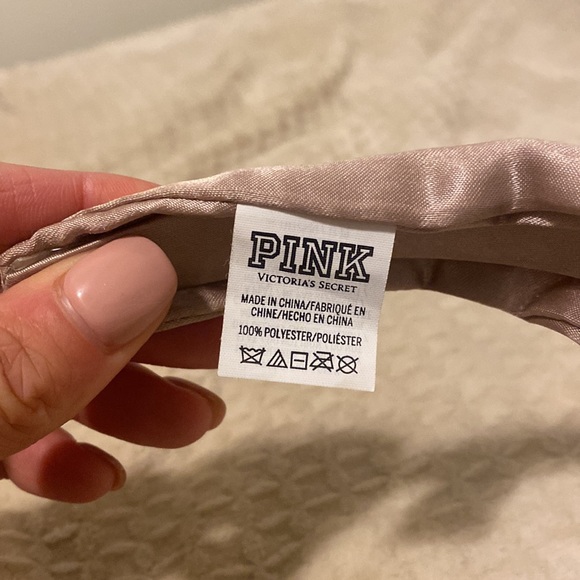 PINK
VICTORIA'S SECRET
MADE IN CHINA/FABRIQUÉ EN
CHINE/HECHO EN CHINA
100% POLYESTER/POLIÉSTER